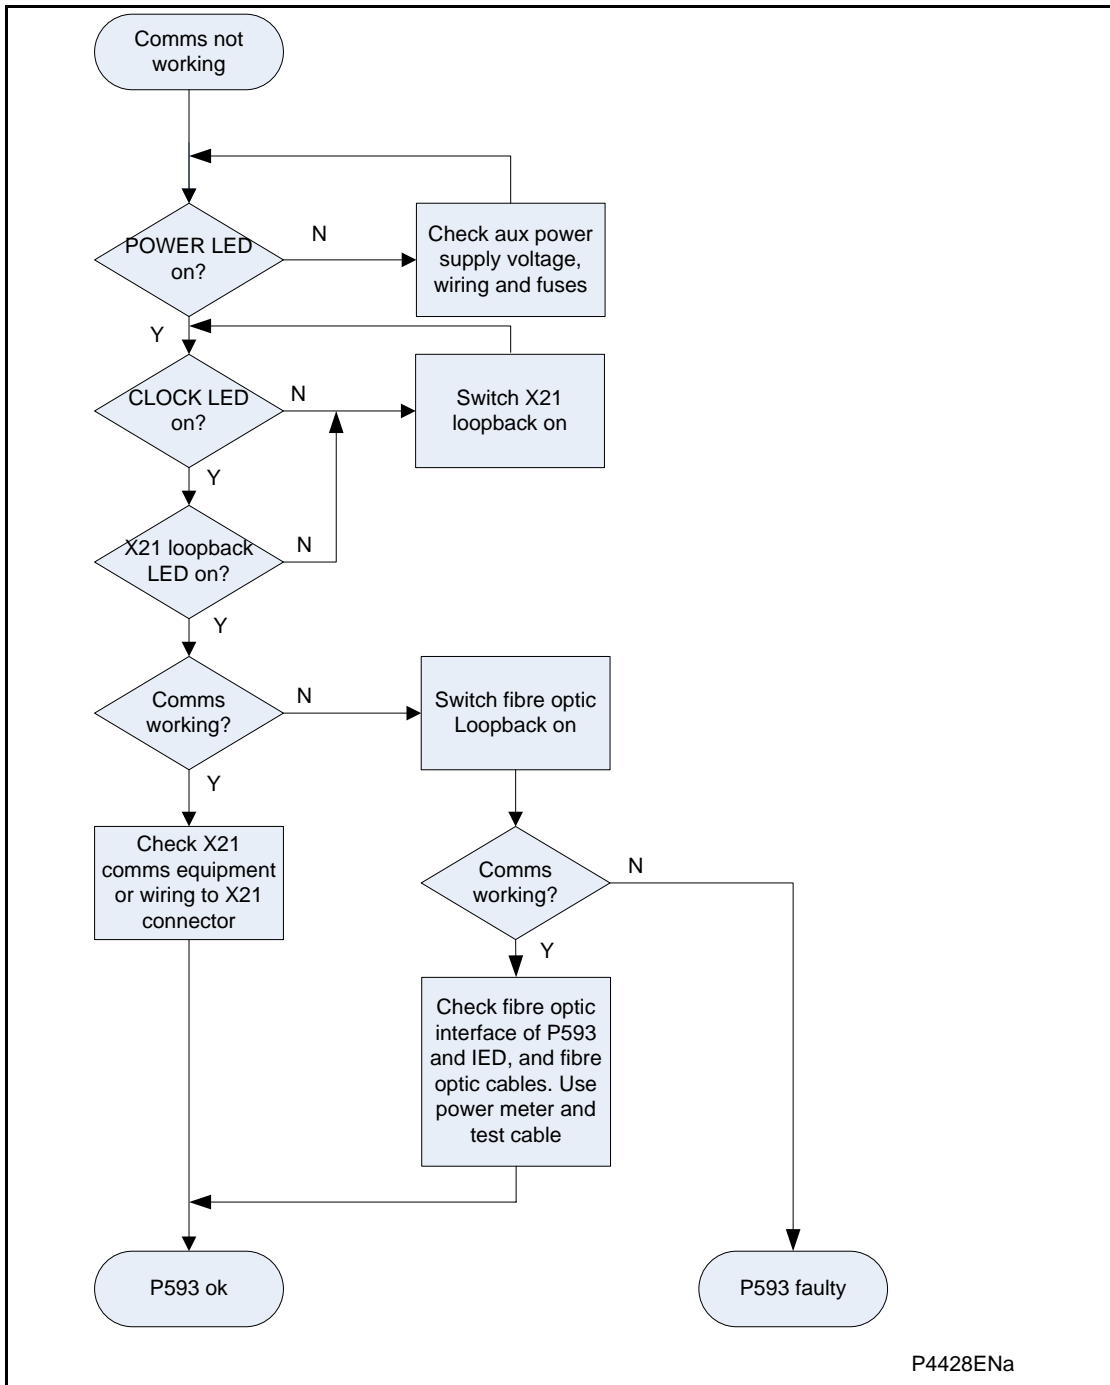 Comms not
working
POWER LED
on?
N
Check aux power
supply voltage,
wiring and fuses
Y
CLOCK LED
on?
N
Switch X21
loopback on
Y
X21 loopback
LED on?
N
Y
Comms
working?
N
Switch fibre optic
Loopback on
Y
Check X21
comms equipment
or wiring to X21
connector
Comms
working?
N
Y
Check fibre optic
interface of P593
and IED, and fibre
optic cables. Use
power meter and
test cable
P593 ok
P593 faulty
P4428ENa